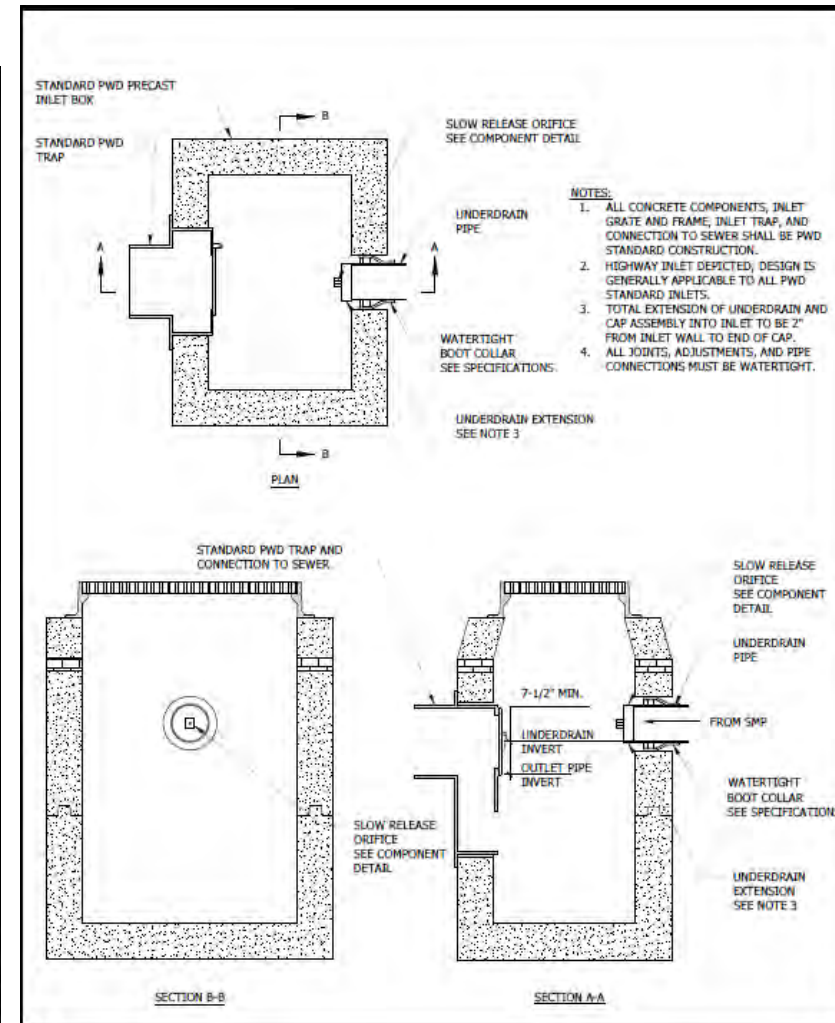 STANDARD PWD PRECAST
INLET BOX
B
STANDARD PWD
TRAP
SLOW RELEASE ORIFICE
SEE COMPONENT DETAIL
A
UNDERDRAIN
PIPE
A
WATERTIGHT
BOOT COLLAR
SEE SPECIFICATIONS
UNDERDRAIN EXTENSION
SEE NOTE 3
B
PLAN
NOTES:
1. ALL CONCRETE COMPONENTS, INLET
GRATE AND FRAME, INLET TRAP, AND
CONNECTION TO SEWER SHALL BE PWD
STANDARD CONSTRUCTION.
2. HIGHWAY INLET DEPICTED; DESIGN IS
GENERALLY APPLICABLE TO ALL PWD
STANDARD INLETS.
3. TOTAL EXTENSION OF UNDERDRAIN AND
CAP ASSEMBLY INTO INLET TO BE 2"
FROM INLET WALL TO END OF CAP.
4. ALL JOINTS, ADJUSTMENTS, AND PIPE
CONNECTIONS MUST BE WATERTIGHT.
STANDARD PWD TRAP AND
CONNECTION TO SEWER
SLOW RELEASE
ORIFICE
SEE COMPONENT
DETAIL
SECTION B-B
7-1/2" MIN.
UNDERDRAIN
INVERT
OUTLET PIPE
INVERT
SLOW RELEASE
ORIFICE
SEE COMPONENT
DETAIL
UNDERDRAIN
PIPE
FROM SMP
WATERTIGHT
BOOT COLLAR
SEE SPECIFICATION
UNDERDRAIN
EXTENSION
SEE NOTE 3
SECTION A-A